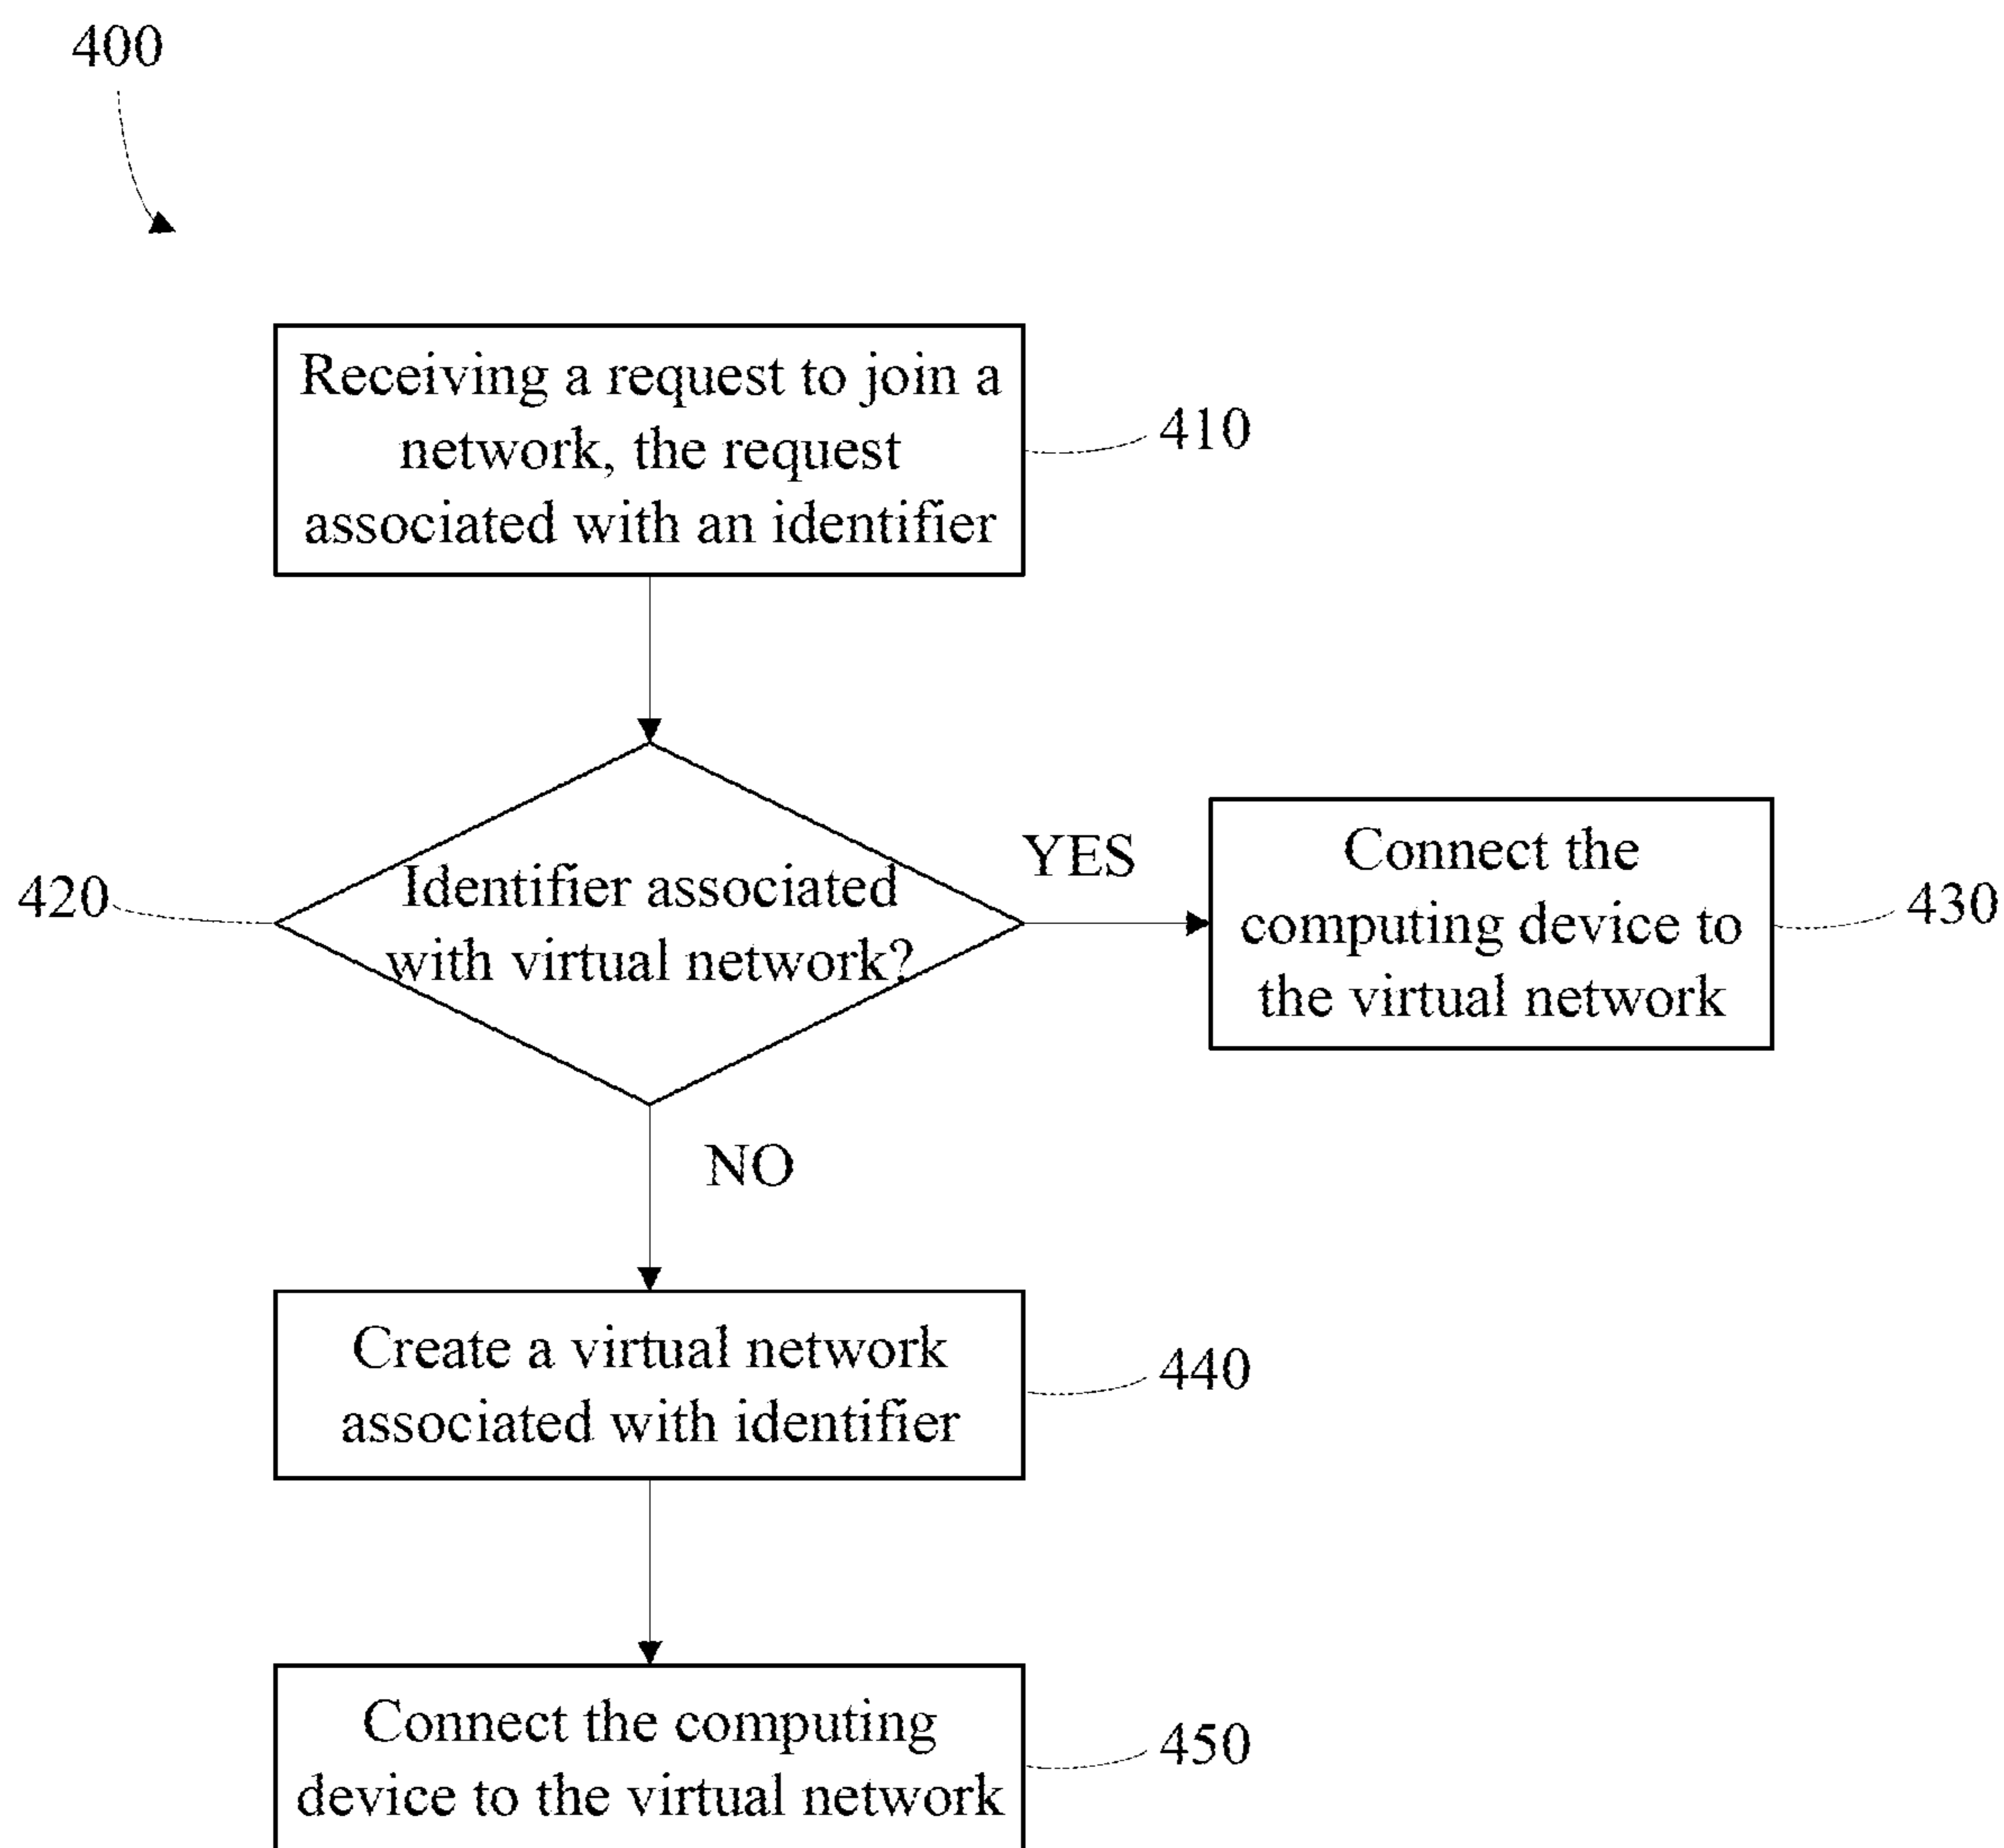 400
Receiving a request to join a
network, the request
associated with an identifier
410
Identifier associated
with virtual network?
420
YES
Connect the
computing device to
the virtual network
430
NO
Create a virtual network
associated with identifier
440
Connect the computing
device to the virtual network
450